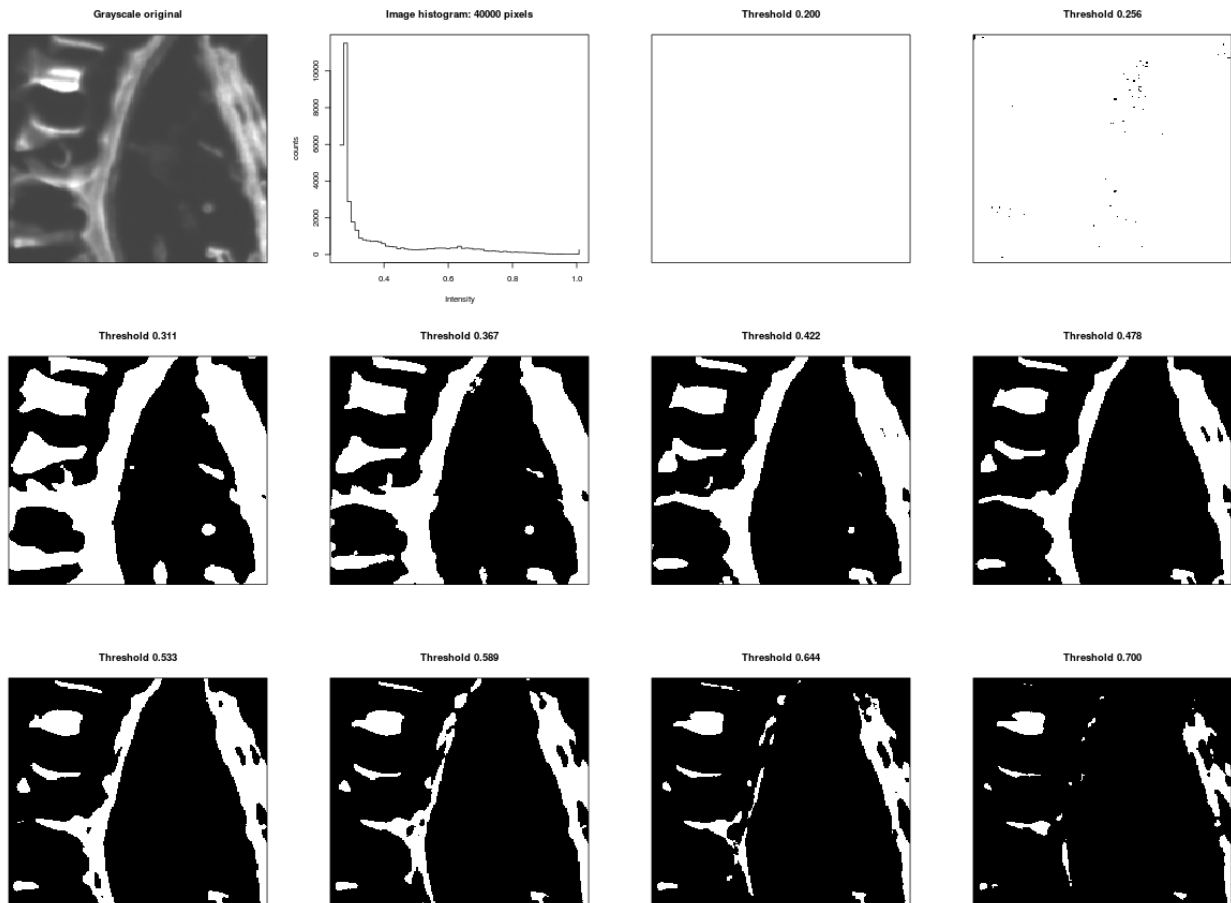 Grayscale original
Image histogram: 40000 pixels
Threshold 0.200
Threshold 0.256
counts
0
2000
4000
6000
8000
10000
0.4
0.6
0.8
1.0
Intensity
Threshold 0.311
Threshold 0.367
Threshold 0.422
Threshold 0.478
Threshold 0.533
Threshold 0.589
Threshold 0.644
Threshold 0.700